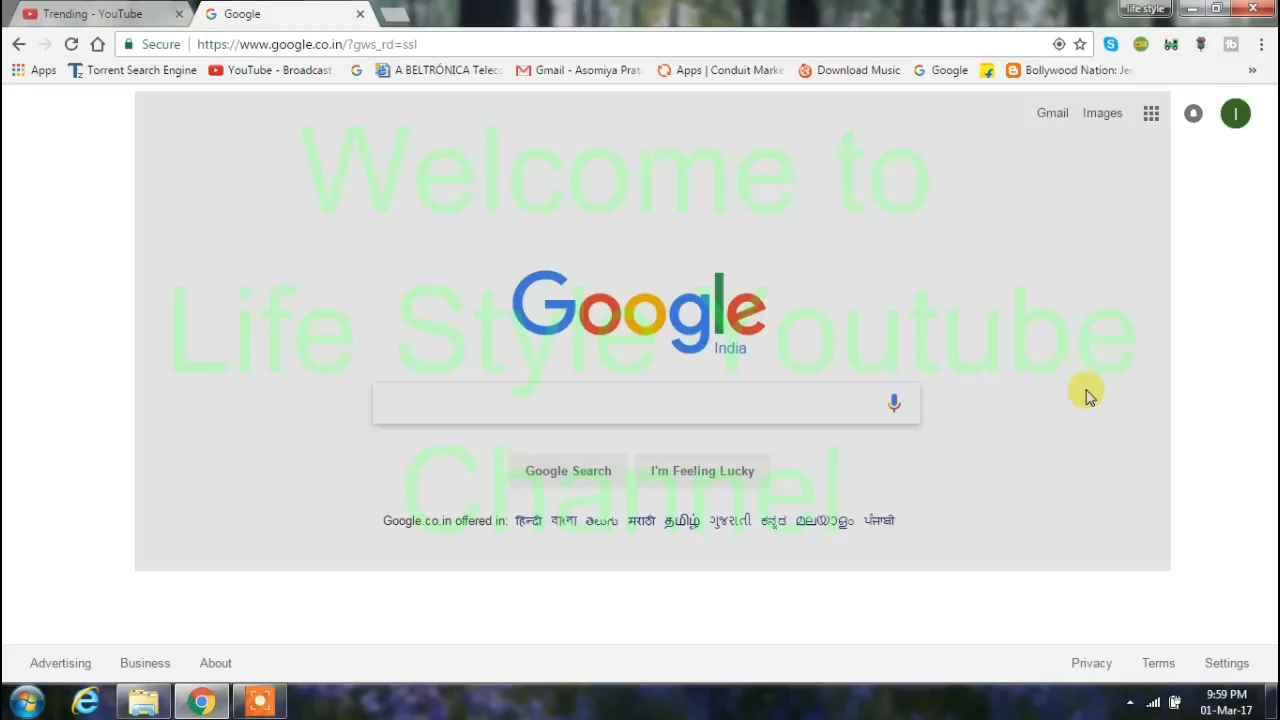 Trending - YouTube
Google
life style
Secure
https://www.google.co.in/?gws_rd=ssl
Apps
Torrent Search Engine
YouTube - Broadcast
A BELTRÓNICA Telec
Gmail - Asomiya Prat
Apps | Conduit Marke
Download Music
Google
Bollywood Nation: Je
Gmail
Images
I
Welcome to
Life Style Youtube
Channel
Google
India
Google Search
I'm Feeling Lucky
Google.co.in offered in: हिन्दी বাংলা తెలుగు मराठी தமிழ் ગુજરાતી ಕನ್ನಡ മലയാളം ਪੰਜਾਬੀ
Advertising
Business
About
Privacy
Terms
Settings
9:59 PM
01-Mar-17